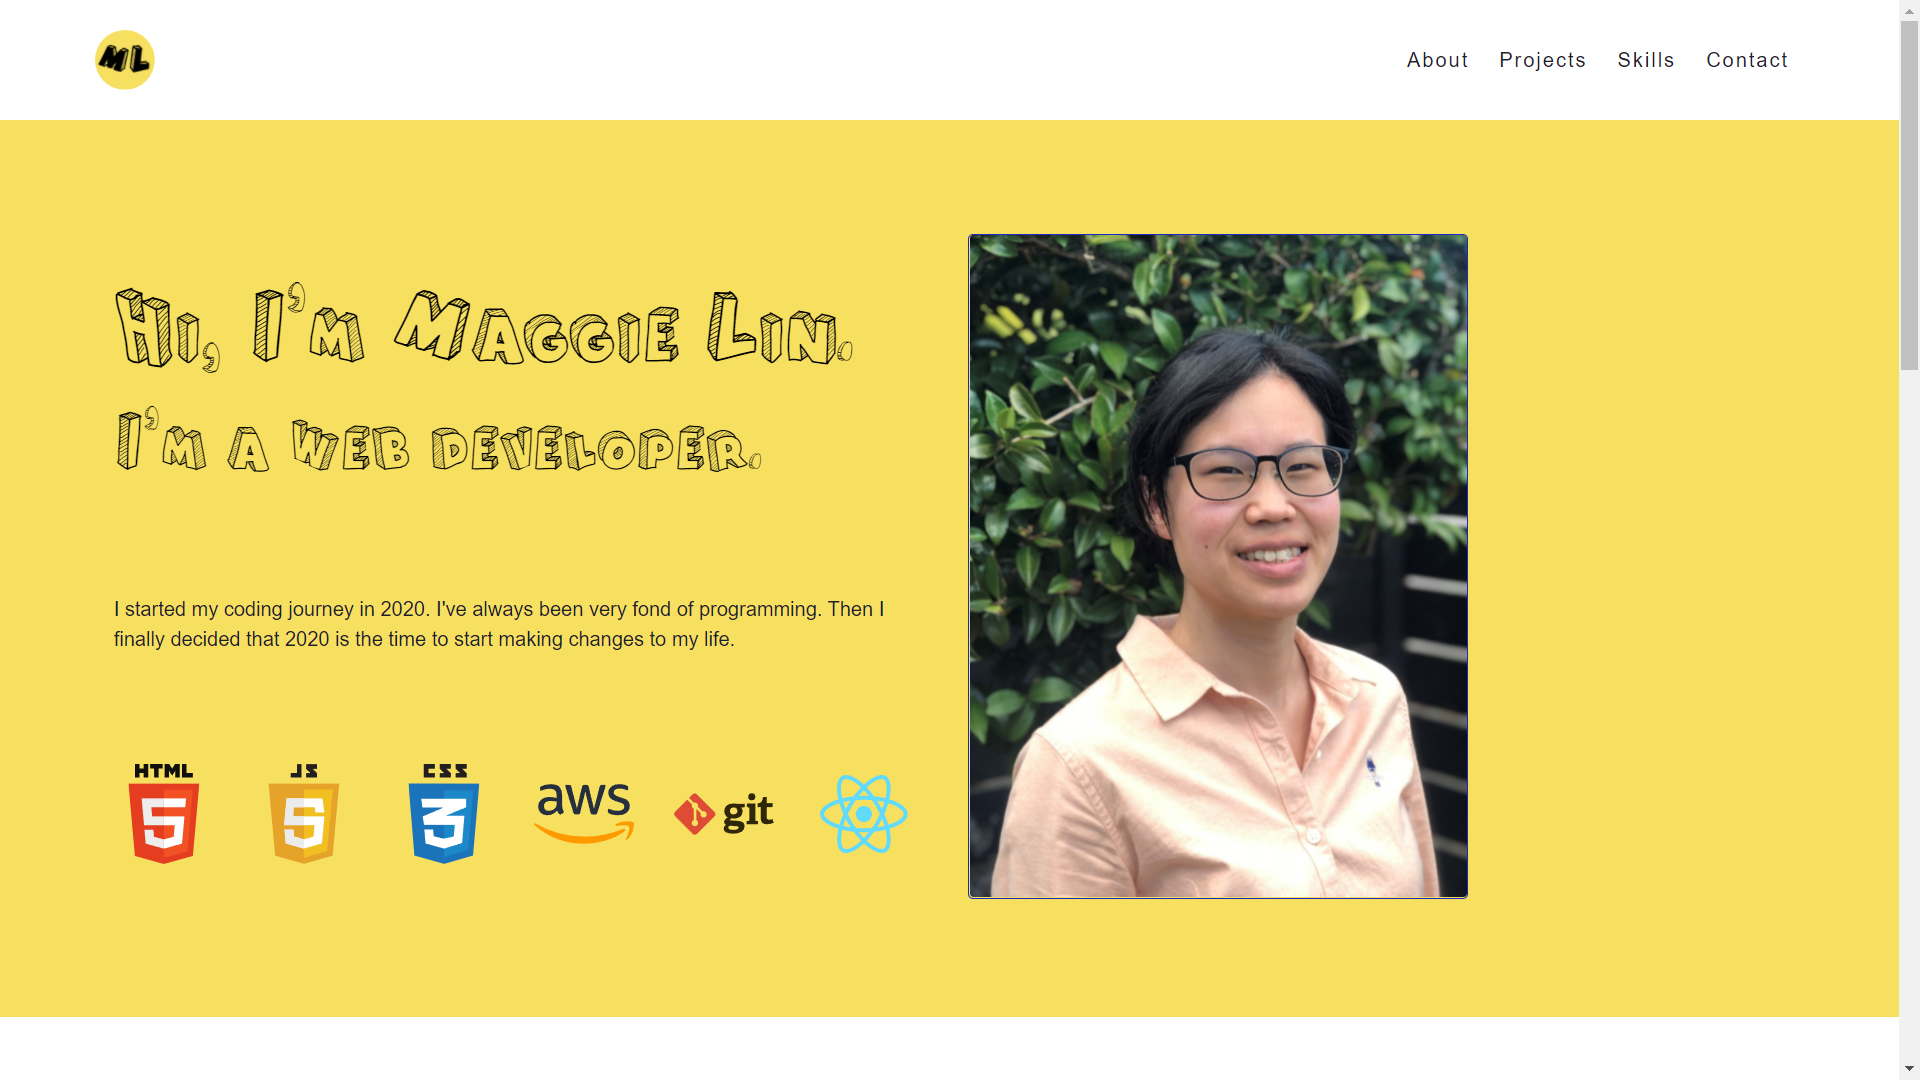 ML
About Projects Skills Contact
Hi, I'm Maggie Lin.
I'm a web developer.
I started my coding journey in 2020. I've always been very fond of programming. Then I
finally decided that 2020 is the time to start making changes to my life.
HTML JS CSS
5 5 3 aws git